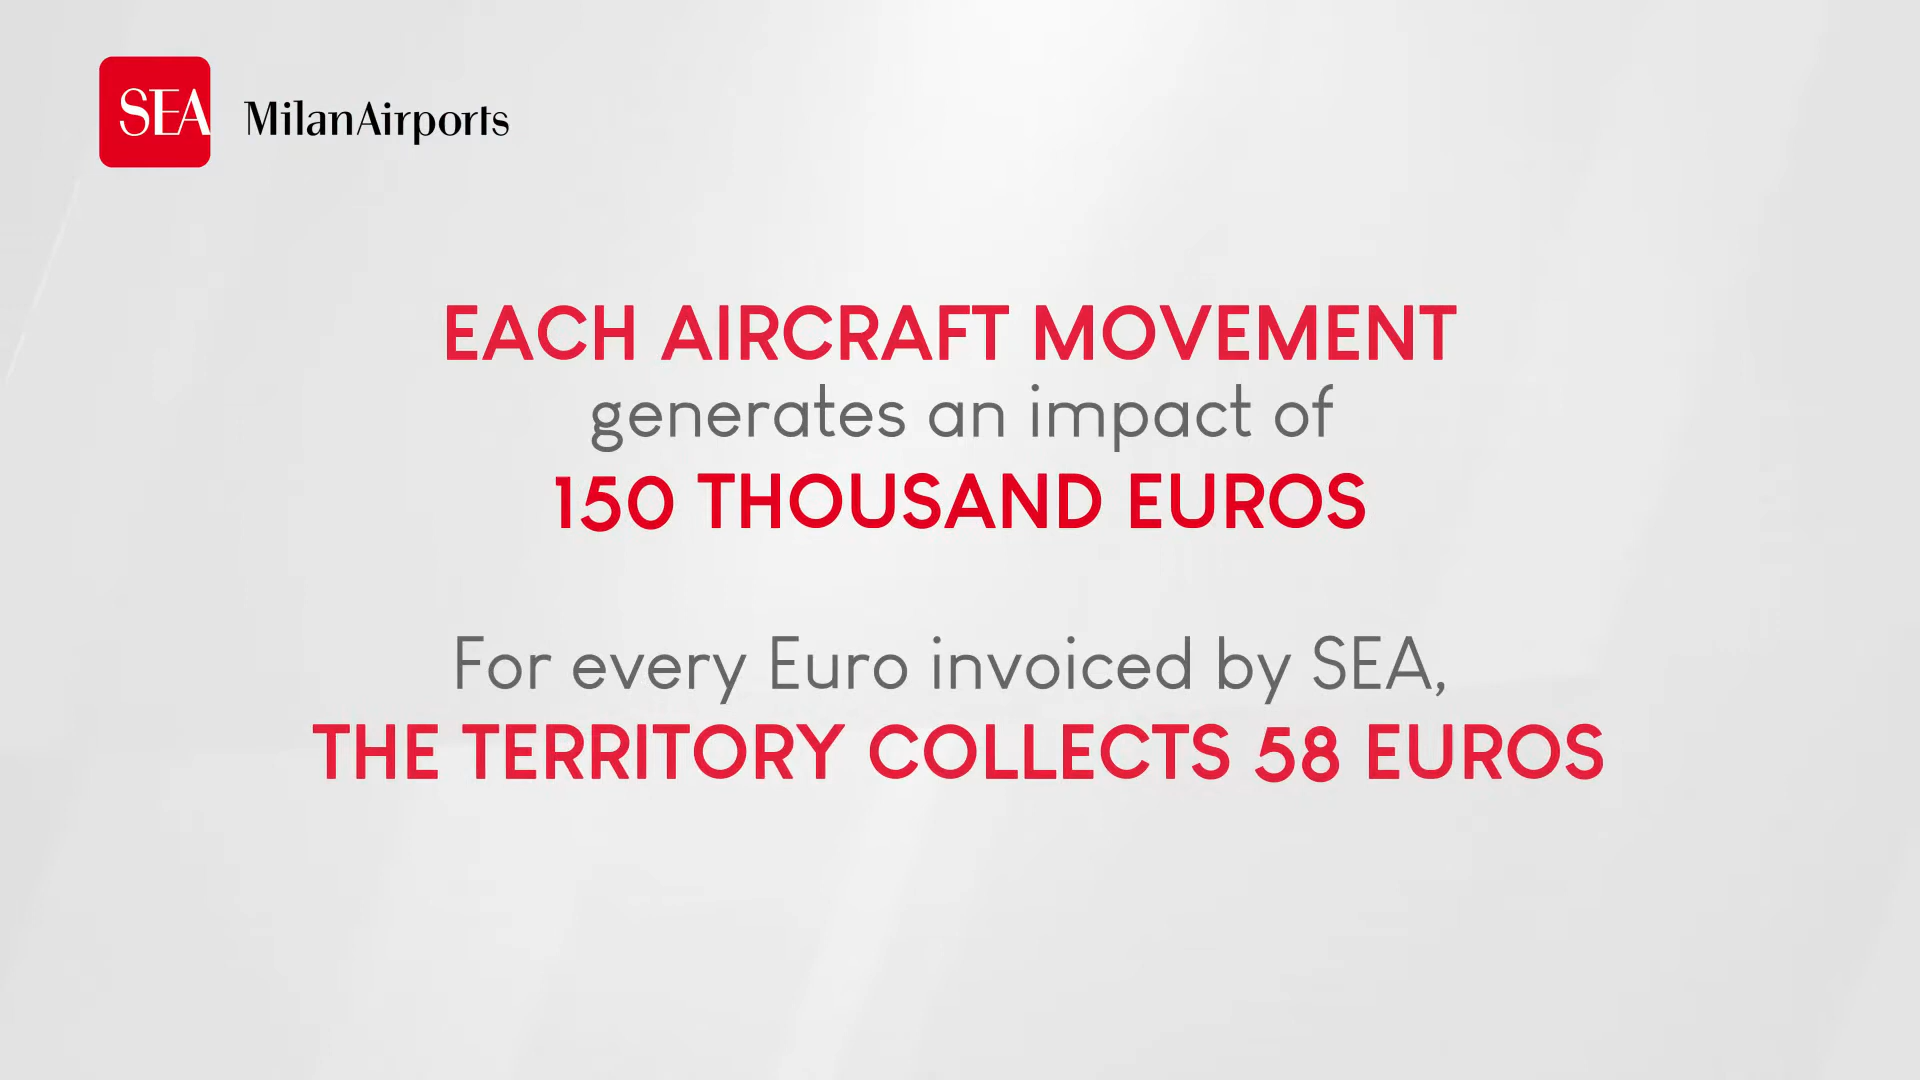 SEA MilanAirports
EACH AIRCRAFT MOVEMENT
generates an impact of
150 THOUSAND EUROS
For every Euro invoiced by SEA,
THE TERRITORY COLLECTS 58 EUROS